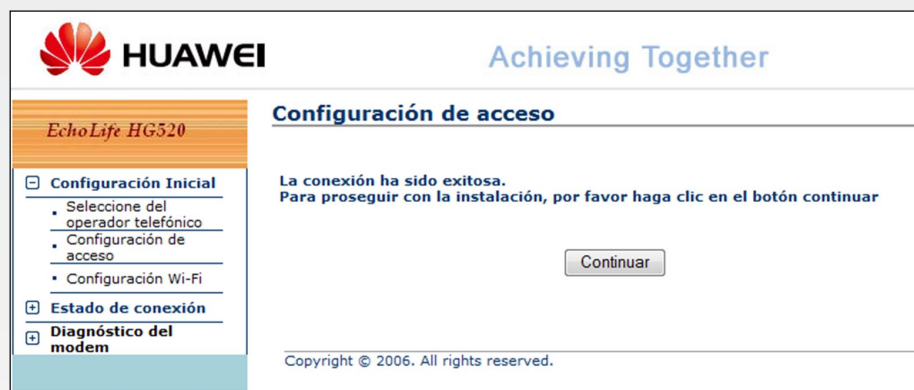 HUAWEI
Achieving Together
EchoLife HG520
Configuración Inicial
Seleccione del
operador telefónico
Configuración de
acceso
Configuración Wi-Fi
Estado de conexión
Diagnóstico del
modem
Configuración de acceso
La conexión ha sido exitosa.
Para proseguir con la instalación, por favor haga clic en el botón continuar
Continuar
Copyright © 2006. All rights reserved.